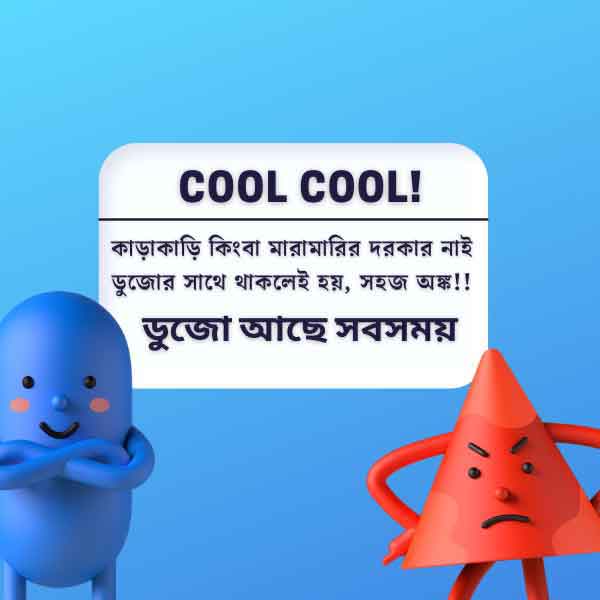 COOL COOL!
কাড়াকাড়ি কিংবা মারামারির দরকার নাই
ডুজোর সাথে থাকলেই হয়, সহজ অঙ্ক!!
ডুজো আছে সবসময়